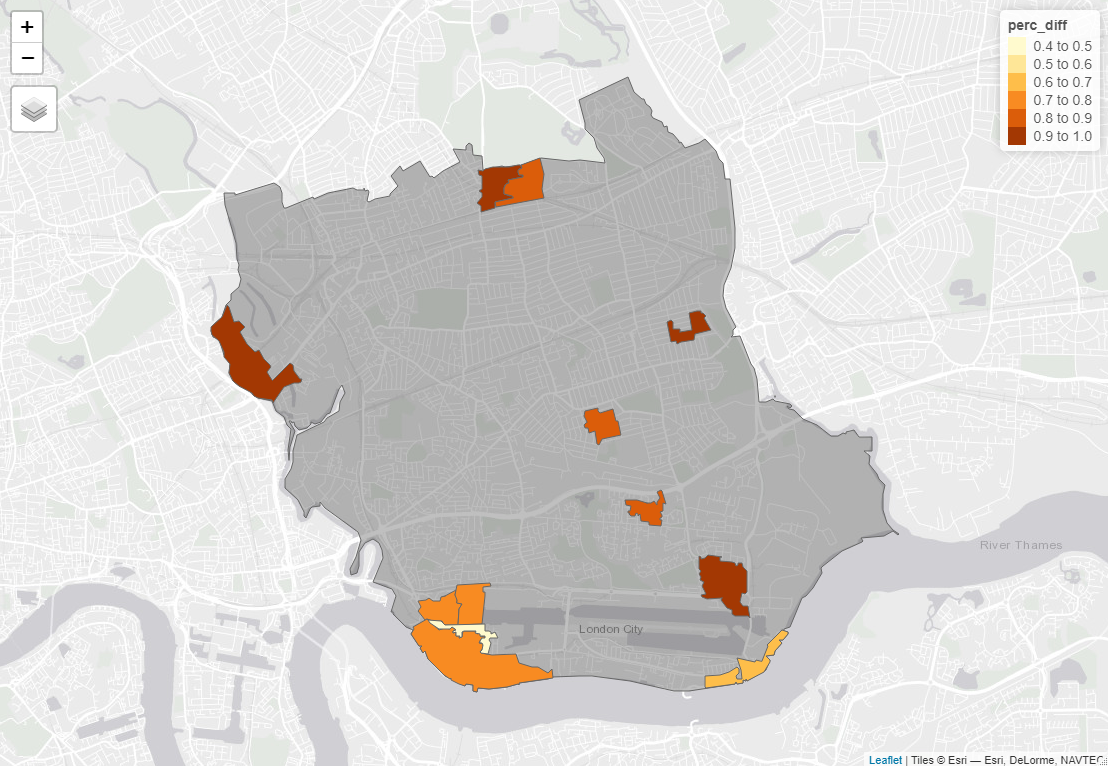 +
−
perc_diff
0.4 to 0.5
0.5 to 0.6
0.6 to 0.7
0.7 to 0.8
0.8 to 0.9
0.9 to 1.0
River Thames
London City
Leaflet | Tiles © Esri — Esri, DeLorme, NAVTEQ